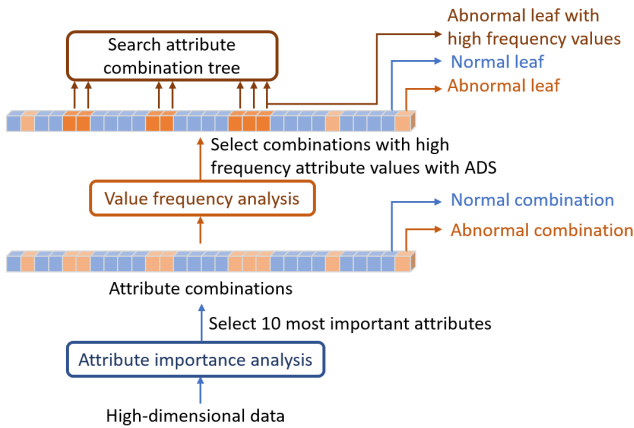 Abnormal leaf with
high frequency values
Search attribute
combination tree
Normal leaf
Abnormal leaf
Select combinations with high
frequency attribute values with ADS
Value frequency analysis
Normal combination
Abnormal combination
Attribute combinations
Select 10 most important attributes
Attribute importance analysis
High-dimensional data